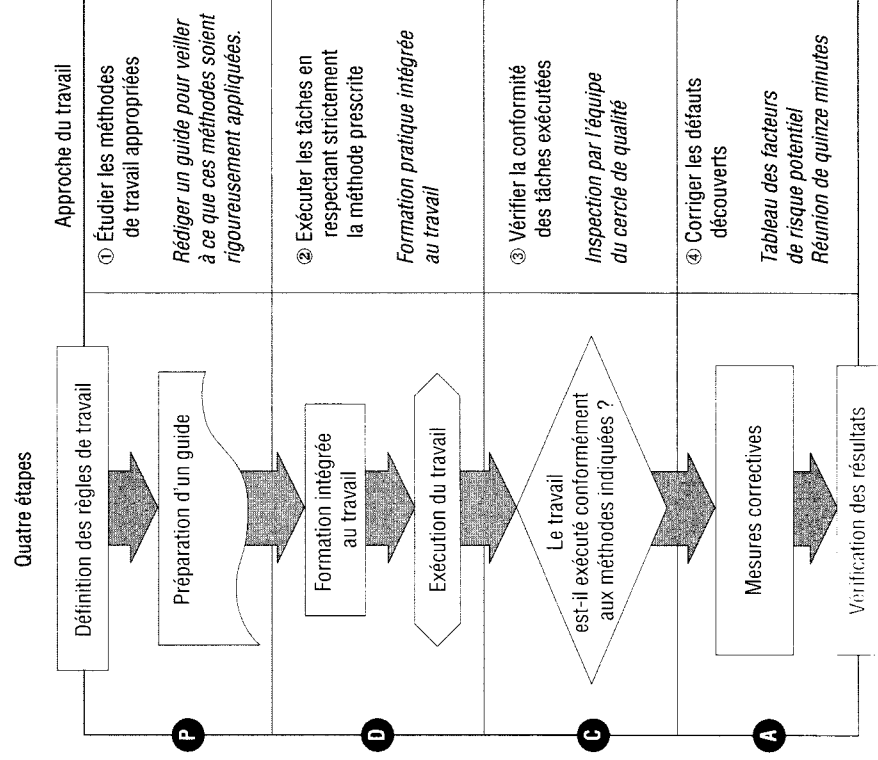 Quatre étapes
Approche du travail
P
Définition des règles de travail
Préparation d'un guide
① Étudier les méthodes
de travail appropriées
Rédiger un guide pour veiller
à ce que ces méthodes soient
rigoureusement appliquées.
D
Formation intégrée
au travail
Exécution du travail
② Exécuter les tâches en
respectant strictement
la méthode prescrite
Formation pratique intégrée
au travail
C
Le travail
est-il exécuté conformément
aux méthodes indiquées ?
③ Vérifier la conformité
des tâches exécutées
Inspection par l'équipe
du cercle de qualité
A
Mesures correctives
Vérification des résultats
④ Corriger les défauts
découverts
Tableau des facteurs
de risque potentiel
Réunion de quinze minutes